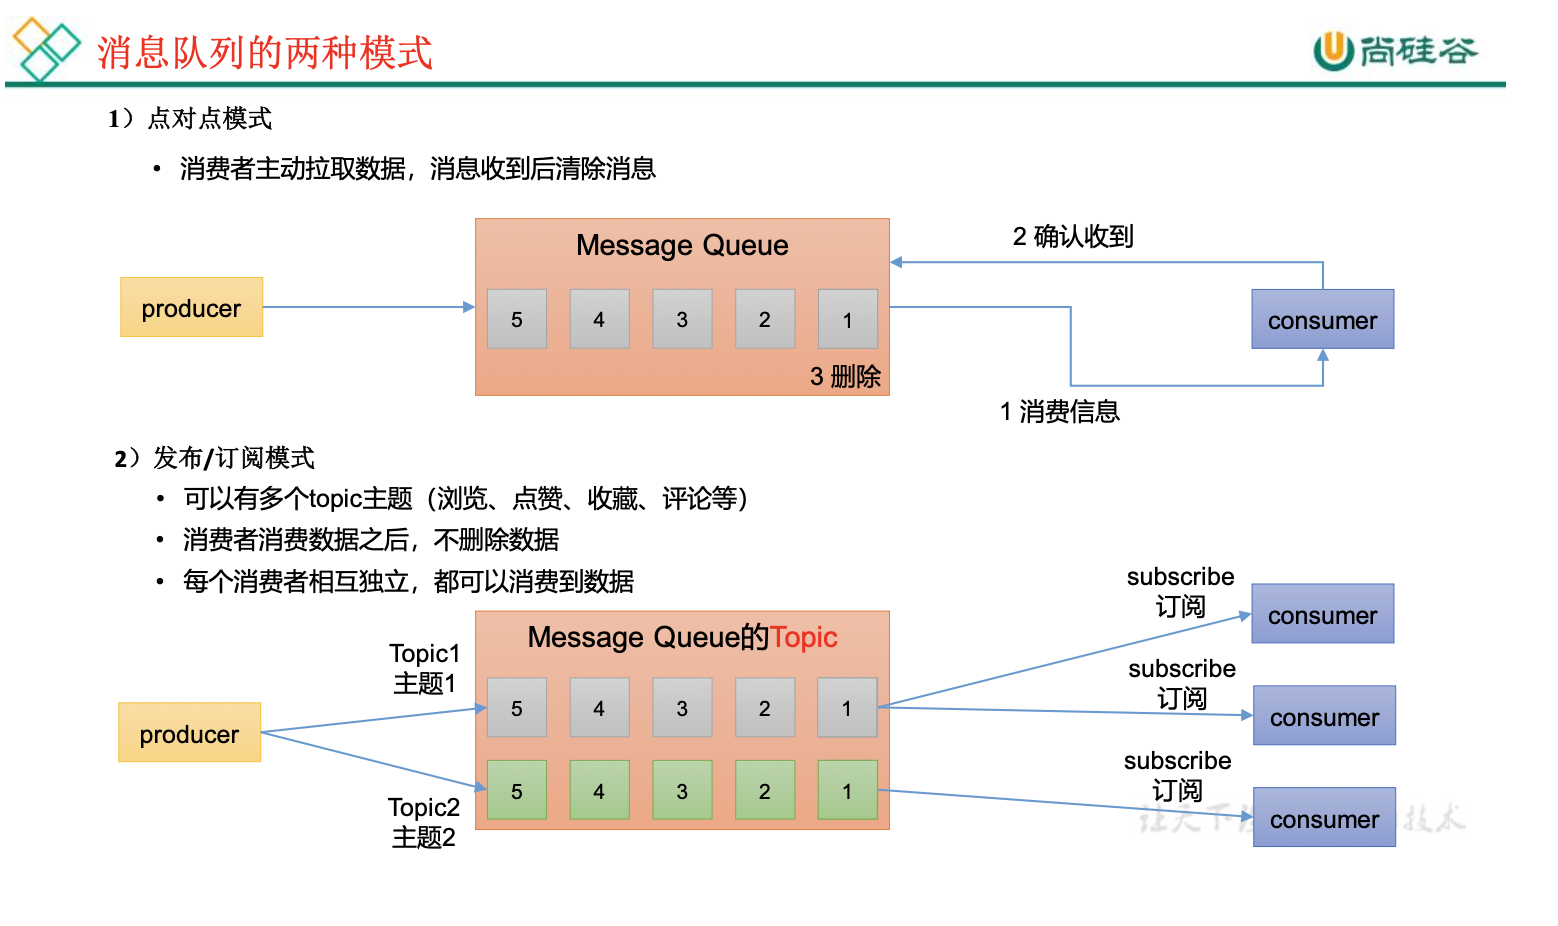 消息队列的两种模式
尚硅谷
1）点对点模式
• 消费者主动拉取数据，消息收到后清除消息
Message Queue
2 确认收到
producer
5 4 3 2 1
consumer
3 删除
1 消费信息
2）发布/订阅模式
• 可以有多个topic主题（浏览、点赞、收藏、评论等）
• 消费者消费数据之后，不删除数据
• 每个消费者相互独立，都可以消费到数据
Message Queue的Topic
Topic1
主题1
producer
5 4 3 2 1
5 4 3 2 1
Topic2
主题2
subscribe
订阅
consumer
subscribe
订阅
consumer
subscribe
订阅
consumer
让天下 技术